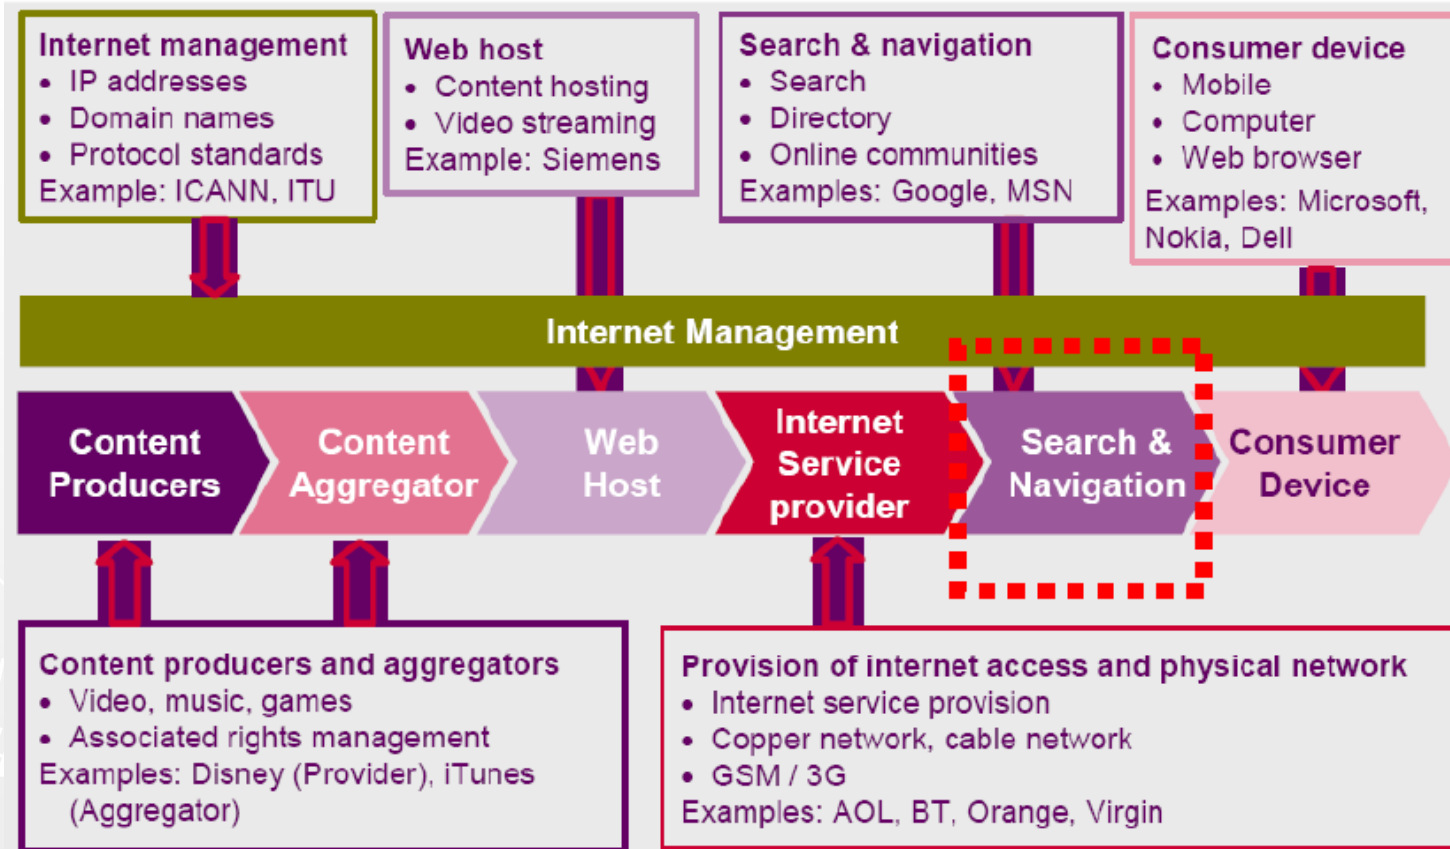 Internet management
• IP addresses
• Domain names
• Protocol standards
Example: ICANN, ITU
Web host
• Content hosting
• Video streaming
Example: Siemens
Search & navigation
• Search
• Directory
• Online communities
Examples: Google, MSN
Consumer device
• Mobile
• Computer
• Web browser
Examples: Microsoft,
Nokia, Dell
Internet Management
Content
Producers
Content
Aggregator
Web
Host
Internet
Service
provider
Search &
Navigation
Consumer
Device
Content producers and aggregators
• Video, music, games
• Associated rights management
Examples: Disney (Provider), iTunes
(Aggregator)
Provision of internet access and physical network
• Internet service provision
• Copper network, cable network
• GSM / 3G
Examples: AOL, BT, Orange, Virgin